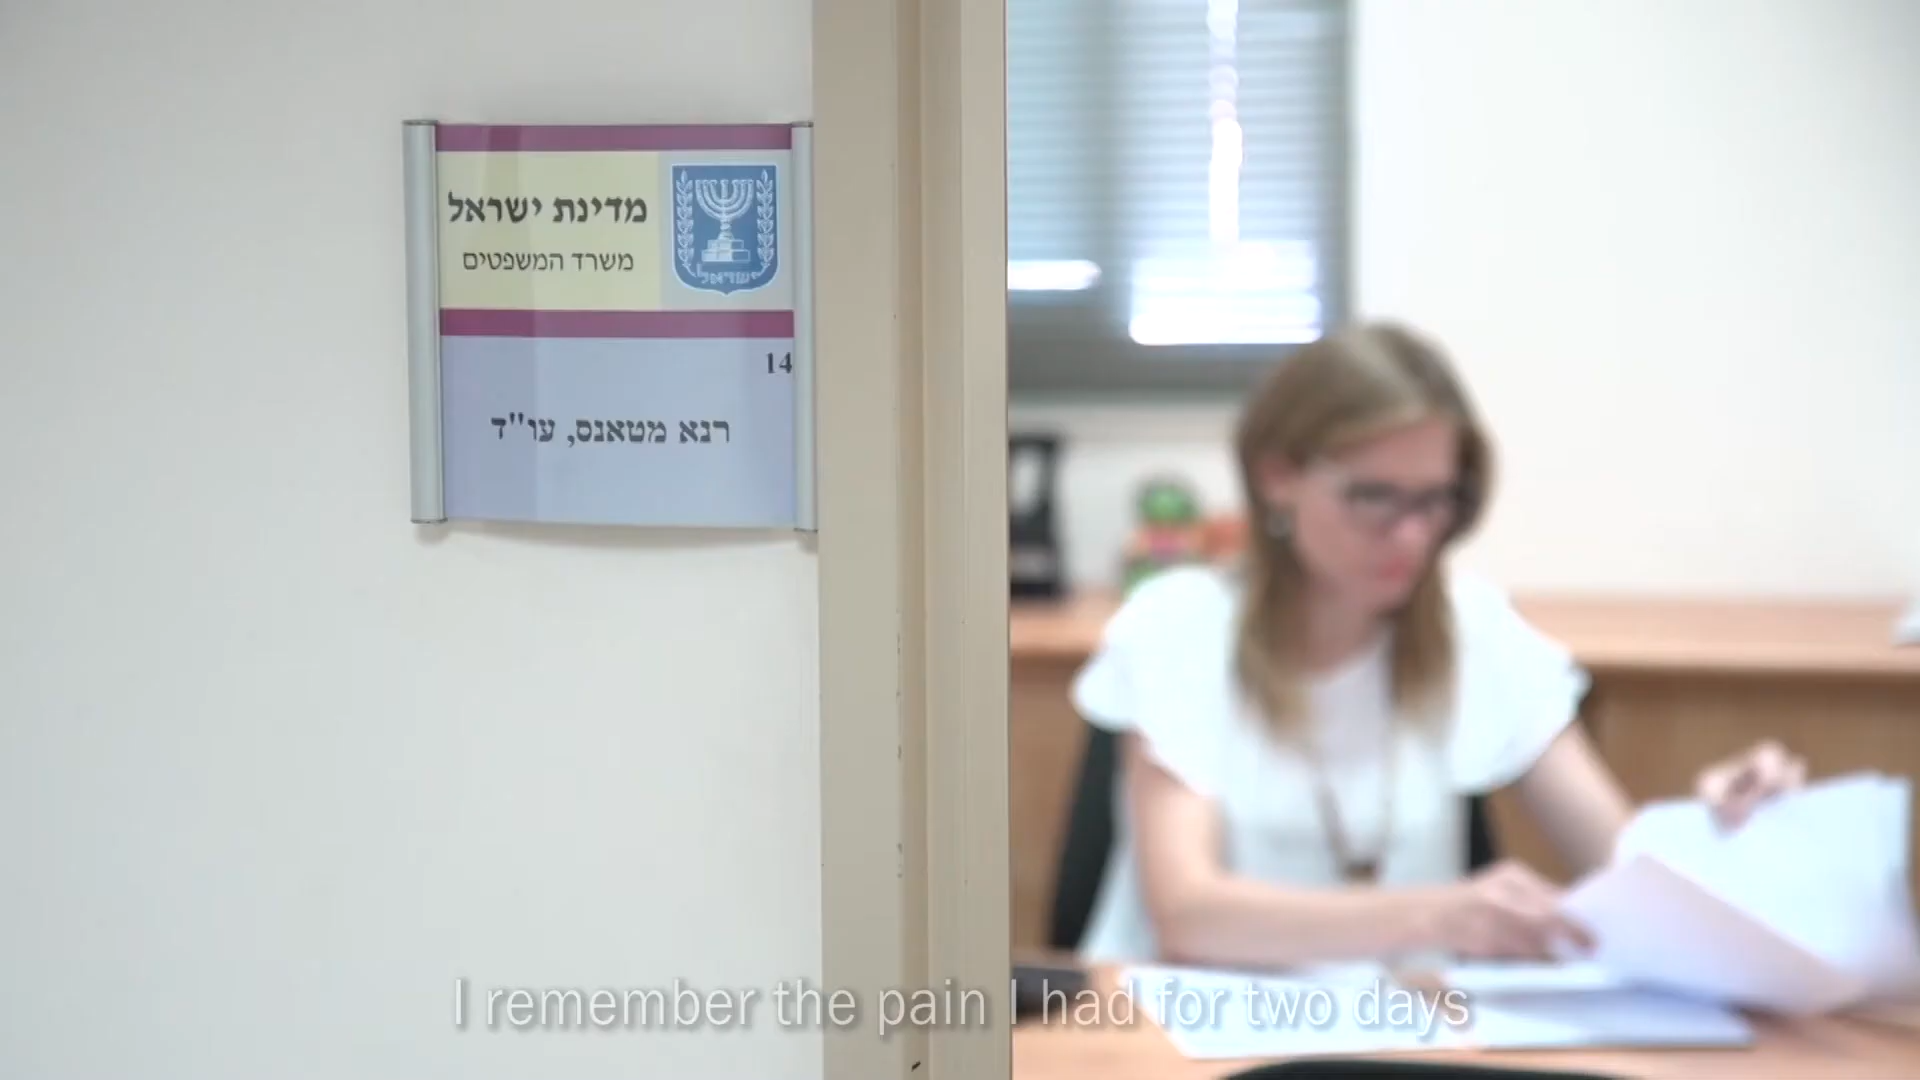 מדינת ישראל
משרד המשפטים
ישראל
14
רנא מטאנס, עו"ד
I remember the pain I had for two days